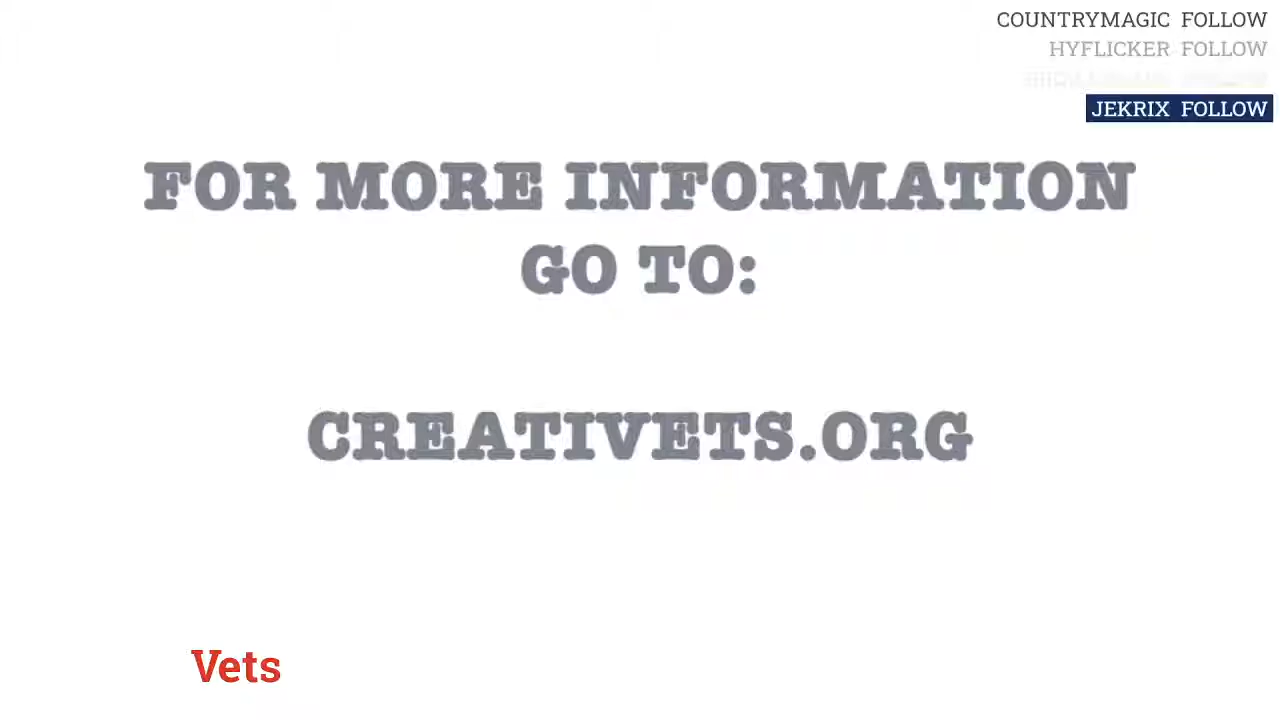 COUNTRYMAGIC FOLLOW
HYFLICKER FOLLOW
JEKRIX FOLLOW
FOR MORE INFORMATION
GO TO:
CREATIVETS.ORG
Vets